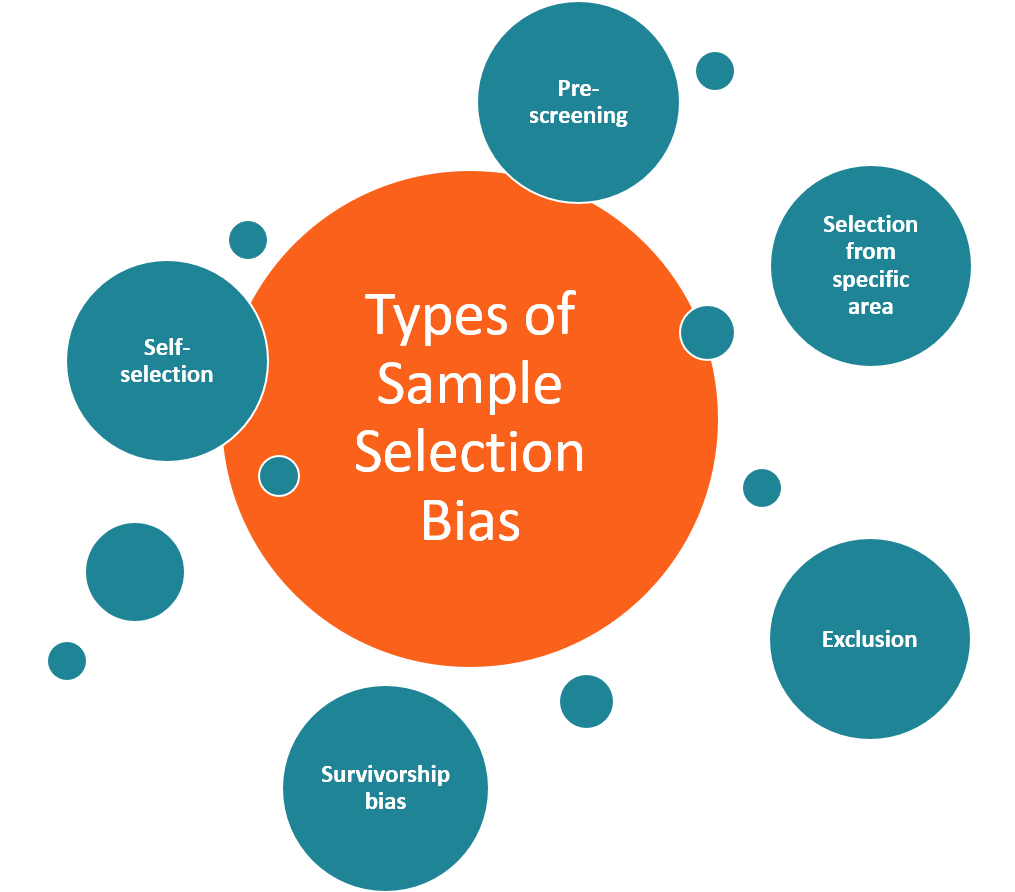 Types of
Sample
Selection
Bias
Pre-
screening
Selection
from
specific
area
Exclusion
Survivorship
bias
Self-
selection